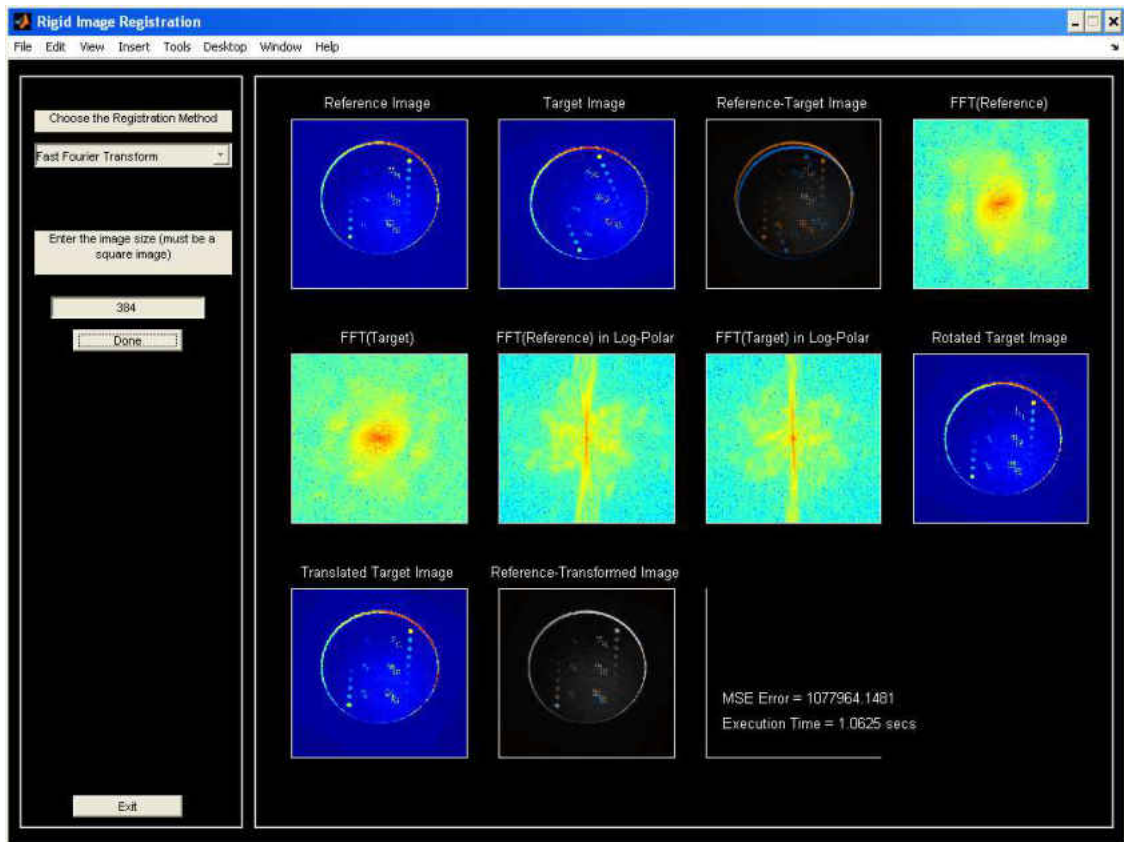 Rigid Image Registration
File Edit View Insert Tools Desktop Window Help
Choose the Registration Method
Fast Fourier Transform
Enter the image size (must be a
square image)
384
Done
Exit
Reference Image
Target Image
Reference-Target Image
FFT(Reference)
FFT(Target)
FFT(Reference) in Log-Polar
FFT(Target) in Log-Polar
Rotated Target Image
Translated Target Image
Reference-Transformed Image
MSE Error = 1077964.1481
Execution Time = 1.0625 secs